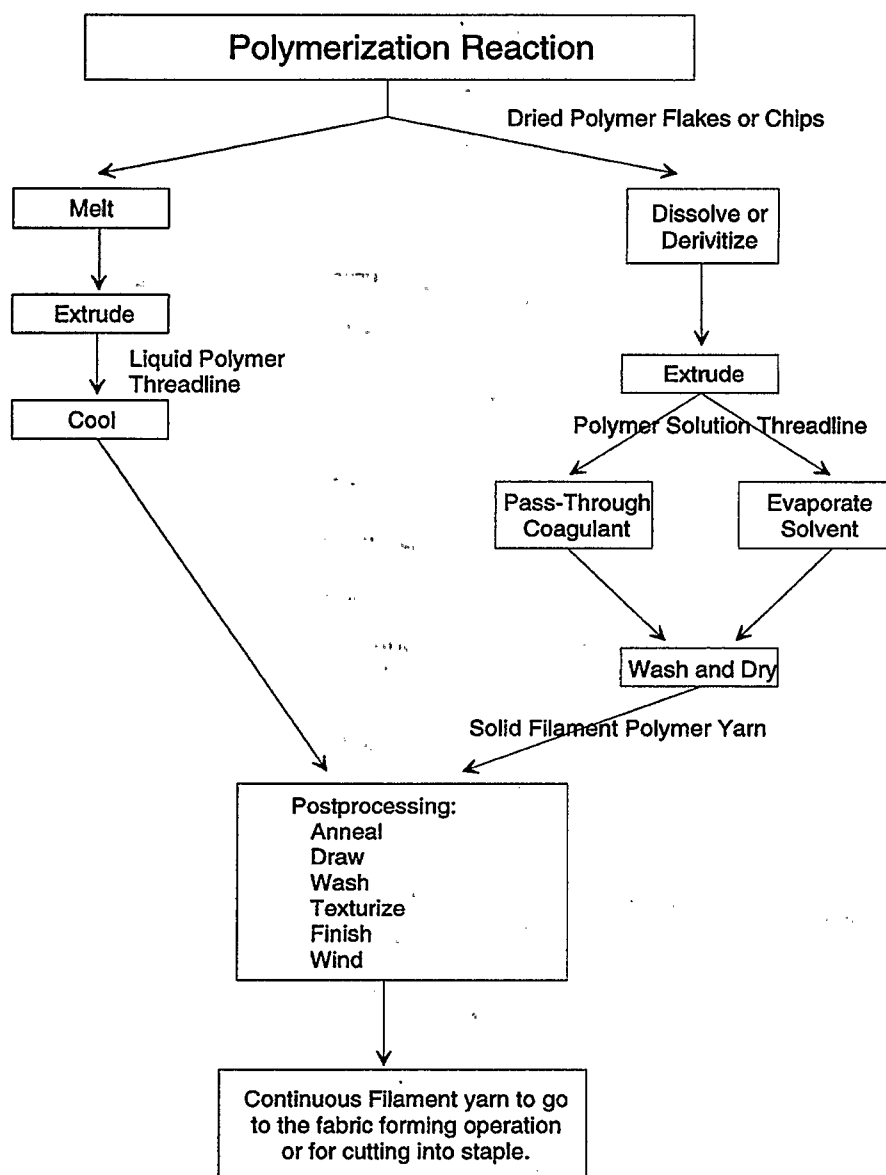 Polymerization Reaction
Dried Polymer Flakes or Chips
Melt
Dissolve or
Derivitize
Extrude
Liquid Polymer
Threadline
Extrude
Cool
Polymer Solution Threadline
Pass-Through
Coagulant
Evaporate
Solvent
Wash and Dry
Solid Filament Polymer Yarn
Postprocessing:
Anneal
Draw
Wash
Texturize
Finish
Wind
Continuous Filament yarn to go
to the fabric forming operation
or for cutting into staple.